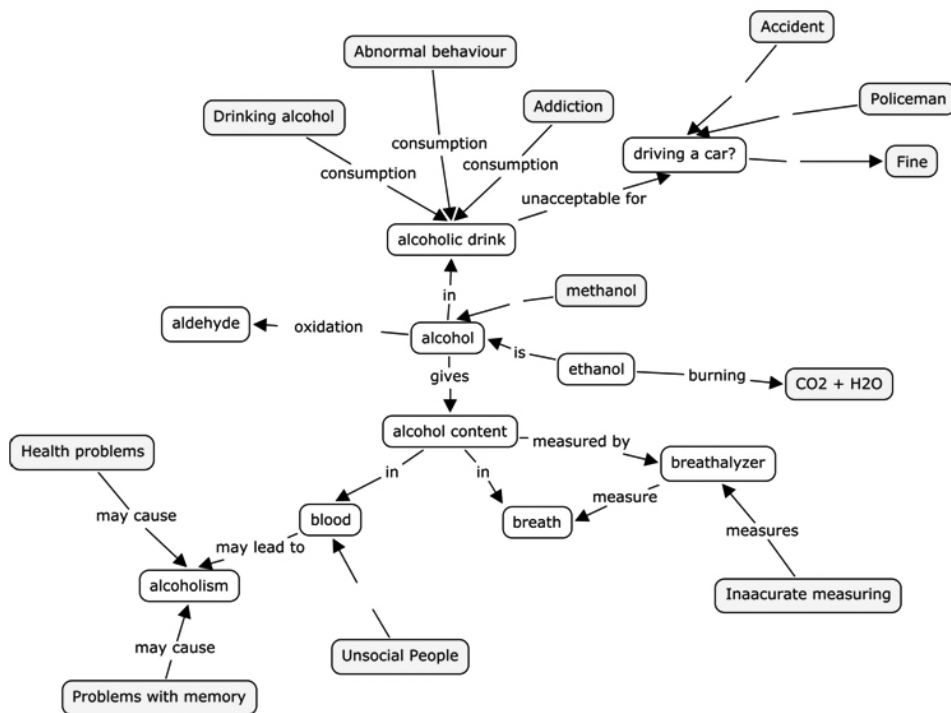 Accident
Abnormal behaviour
Policeman
Addiction
Drinking alcohol
consumption
consumption
consumption
driving a car?
Fine
unacceptable for
alcoholic drink
in
methanol
aldehyde
oxidation
alcohol
is
ethanol
gives
burning
CO2 + H2O
alcohol content
measured by
Health problems
in
in
breathalyzer
measure
may cause
blood
breath
measures
may lead to
alcoholism
Inaacurate measuring
may cause
Unsocial People
Problems with memory